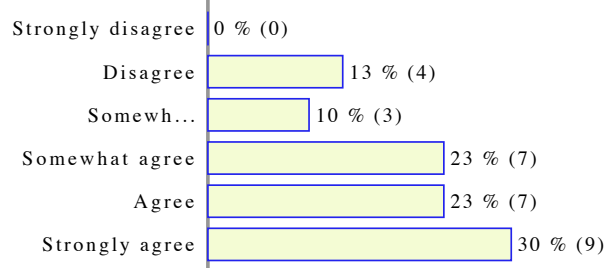 Strongly disagree 0 % (0)
Disagree 13 % (4)
Somewh... 10 % (3)
Somewhat agree 23 % (7)
Agree 23 % (7)
Strongly agree 30 % (9)